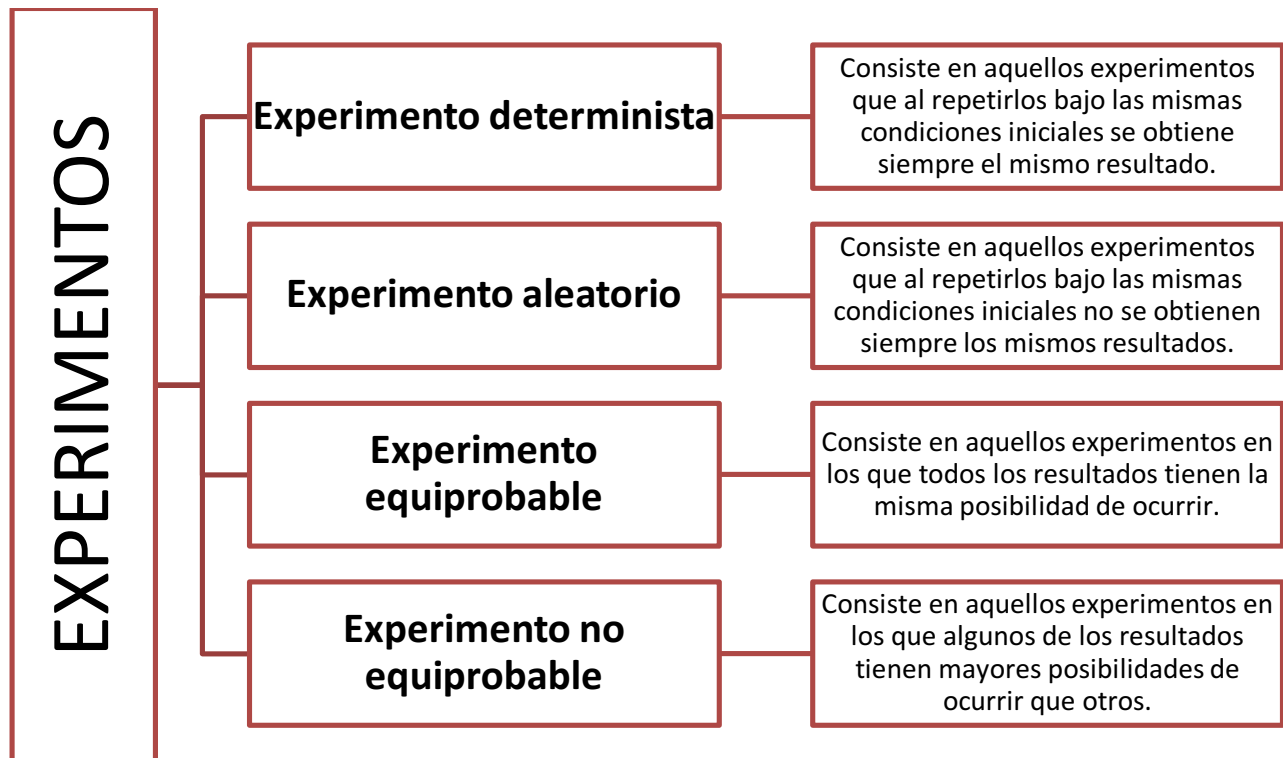 EXPERIMENTOS
Experimento determinista
Consiste en aquellos experimentos
que al repetirlos bajo las mismas
condiciones iniciales se obtiene
siempre el mismo resultado.
Experimento aleatorio
Consiste en aquellos experimentos
que al repetirlos bajo las mismas
condiciones iniciales no se obtienen
siempre los mismos resultados.
Experimento
equiprobable
Consiste en aquellos experimentos en
los que todos los resultados tienen la
misma posibilidad de ocurrir.
Experimento no
equiprobable
Consiste en aquellos experimentos en
los que algunos de los resultados
tienen mayores posibilidades de
ocurrir que otros.